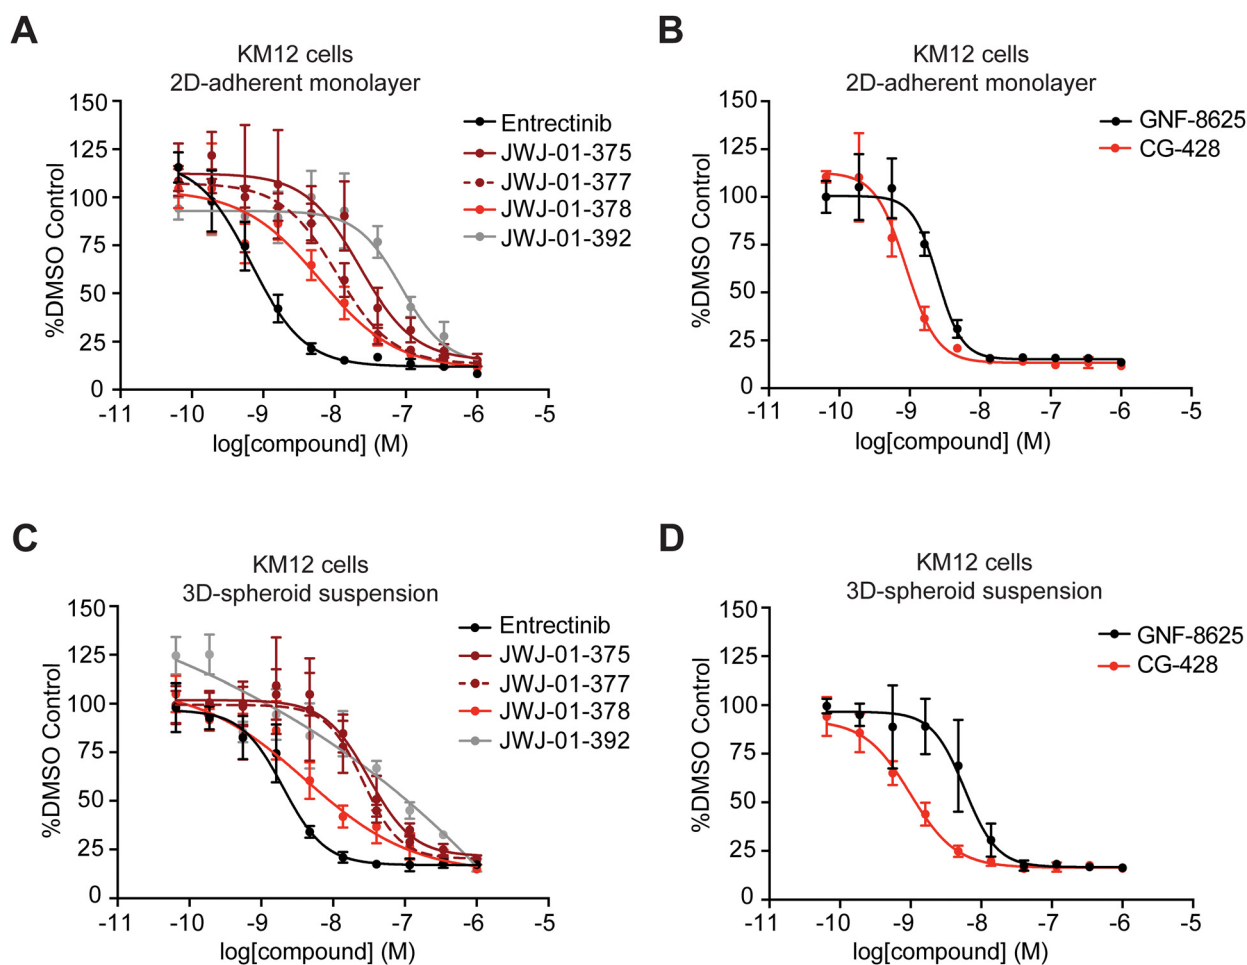 A
KM12 cells
2D-adherent monolayer
%DMSO Control
150
125
100
75
50
25
0
-11
-10
-9
-8
-7
-6
-5
log[compound] (M)
Entrectinib
JWJ-01-375
JWJ-01-377
JWJ-01-378
JWJ-01-392
B
KM12 cells
2D-adherent monolayer
%DMSO Control
150
125
100
75
50
25
0
-11
-10
-9
-8
-7
-6
-5
log[compound] (M)
GNF-8625
CG-428
C
KM12 cells
3D-spheroid suspension
%DMSO Control
150
125
100
75
50
25
0
-11
-10
-9
-8
-7
-6
-5
log[compound] (M)
Entrectinib
JWJ-01-375
JWJ-01-377
JWJ-01-378
JWJ-01-392
D
KM12 cells
3D-spheroid suspension
%DMSO Control
150
125
100
75
50
25
0
-11
-10
-9
-8
-7
-6
-5
log[compound] (M)
GNF-8625
CG-428